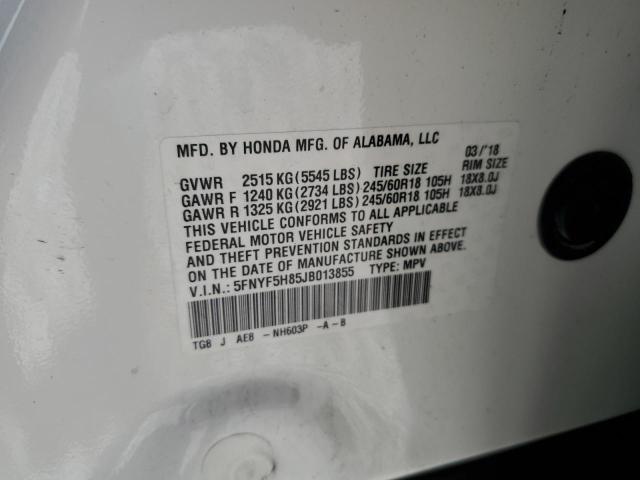 MFD. BY HONDA MFG. OF ALABAMA, LLC 03/'18
GVWR 2515 KG(5545 LBS) TIRE SIZE RIM SIZE
GAWR F 1240 KG(2734 LBS) 245/60R18 105H 18X8.0J
GAWR R 1325 KG(2921 LBS) 245/60R18 105H 18X8.0J
THIS VEHICLE CONFORMS TO ALL APPLICABLE
FEDERAL MOTOR VEHICLE SAFETY
AND THEFT PREVENTION STANDARDS IN EFFECT
ON THE DATE OF MANUFACTURE SHOWN ABOVE.
V.I.N.: 5FNYF5H85JB013855 TYPE: MPV
TG8 J AE8 -NH603P -A-B